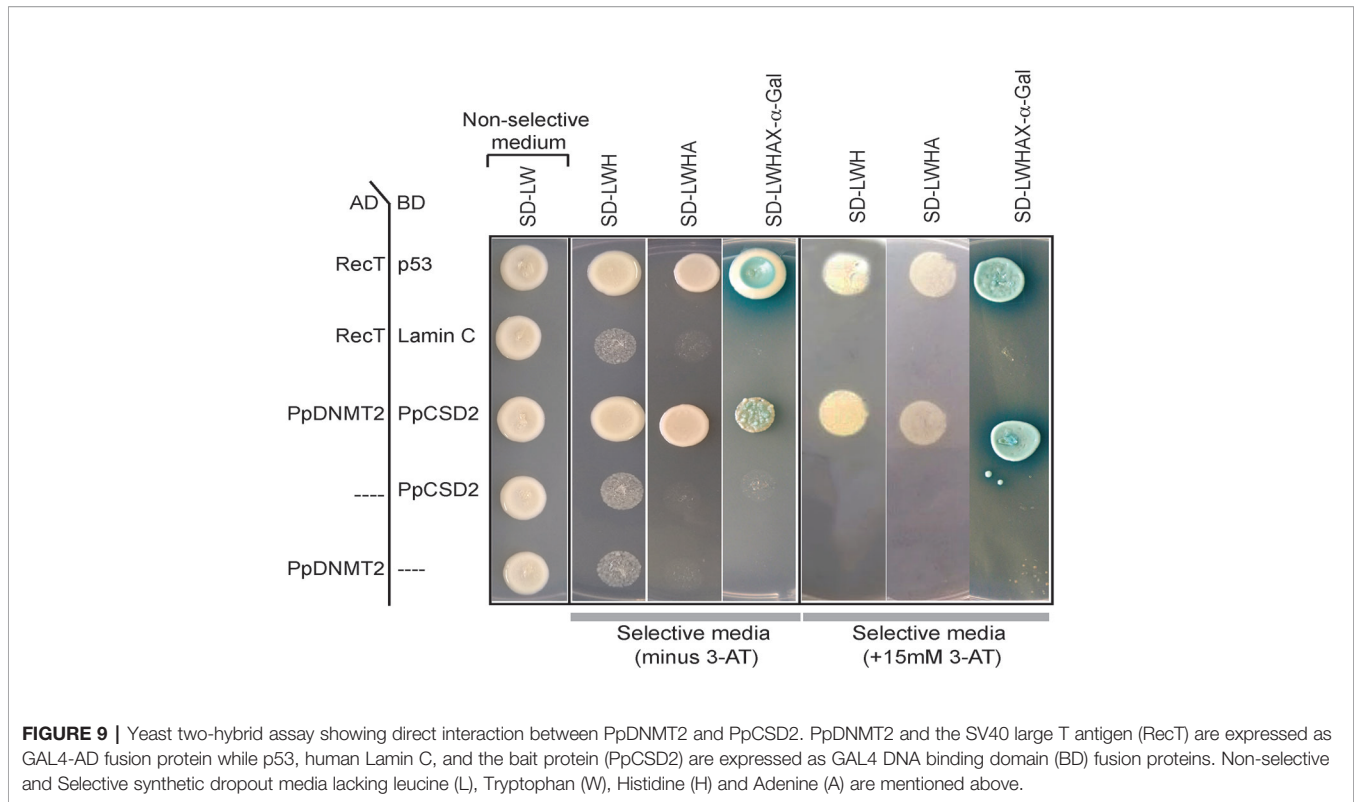 Non-selective
medium
SD-LW
SD-LWH
SD-LWHA
SD-LWHAX-α-Gal
SD-LWH
SD-LWHA
SD-LWHAX-α-Gal
AD BD
RecT p53
RecT Lamin C
PpDNMT2 PpCSD2
---- PpCSD2
PpDNMT2 ----
Selective media
(minus 3-AT)
Selective media
(+15mM 3-AT)
FIGURE 9 | Yeast two-hybrid assay showing direct interaction between PpDNMT2 and PpCSD2. PpDNMT2 and the SV40 large T antigen (RecT) are expressed as
GAL4-AD fusion protein while p53, human Lamin C, and the bait protein (PpCSD2) are expressed as GAL4 DNA binding domain (BD) fusion proteins. Non-selective
and Selective synthetic dropout media lacking leucine (L), Tryptophan (W), Histidine (H) and Adenine (A) are mentioned above.